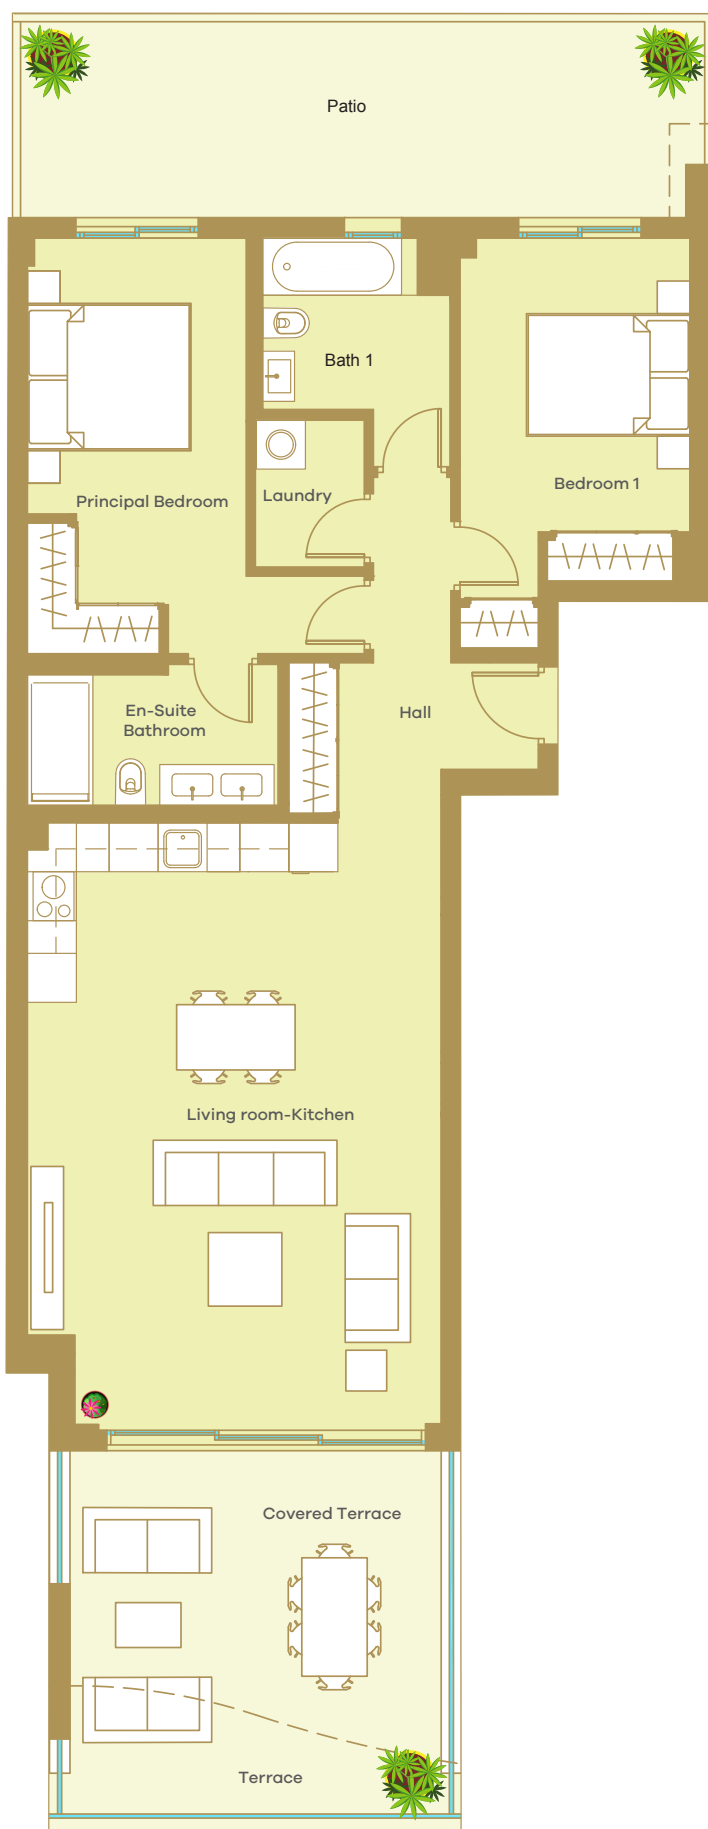 Patio
Bath 1
Bedroom 1
Laundry
Principal Bedroom
En-Suite
Bathroom
Hall
Living room-Kitchen
Covered Terrace
Terrace